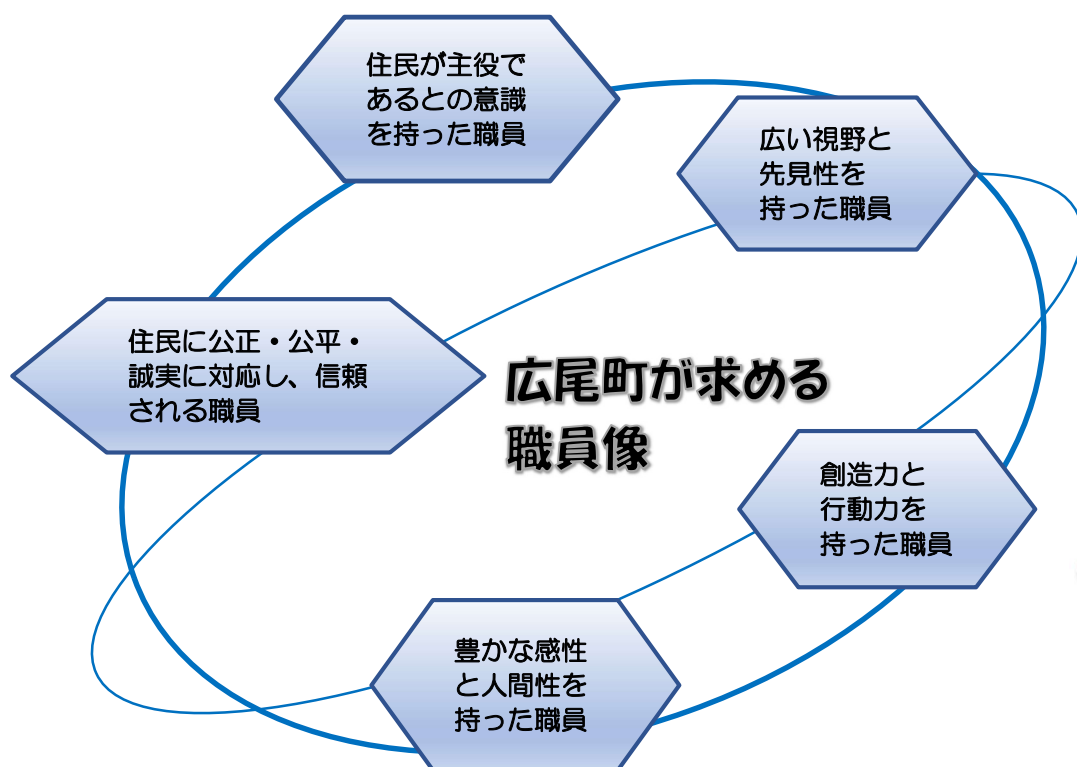 住民が主役で
あるとの意識
を持った職員
広い視野と
先見性を
持った職員
住民に公正・公平・
誠実に対応し、信頼
される職員
広尾町が求める
職員像
創造力と
行動力を
持った職員
豊かな感性
と人間性を
持った職員